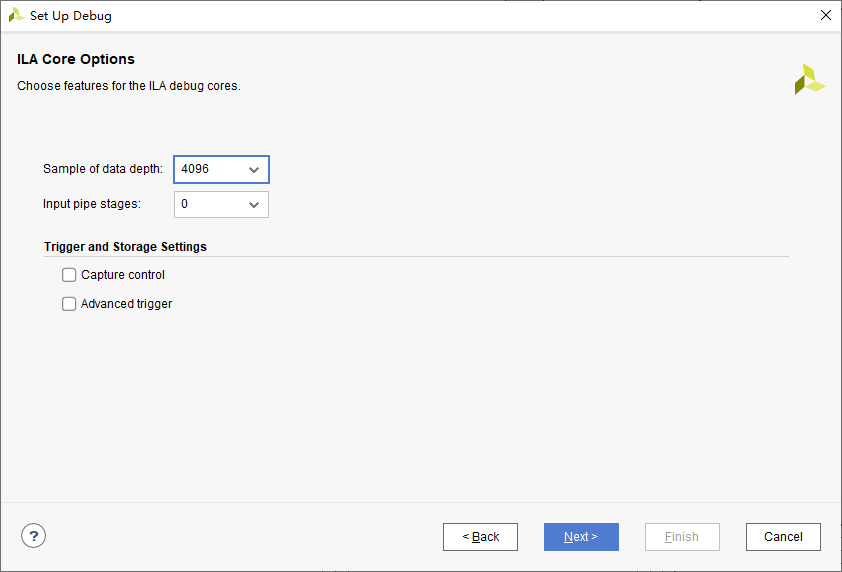 Set Up Debug
ILA Core Options
Choose features for the ILA debug cores.
Sample of data depth: 4096
Input pipe stages: 0
Trigger and Storage Settings
Capture control
Advanced trigger
? < Back Next > Finish Cancel